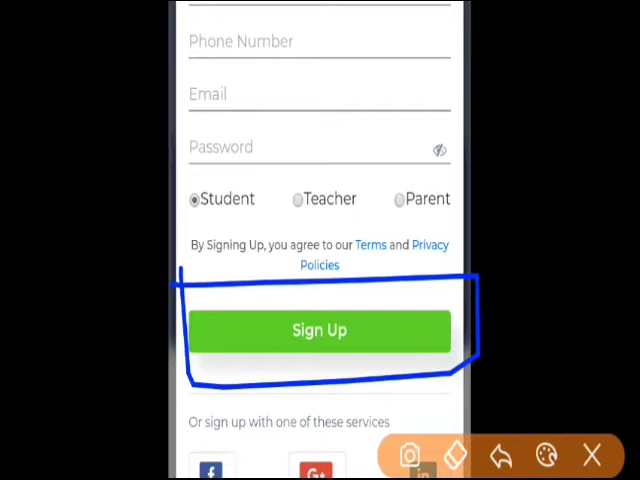 Phone Number
Email
Password
Student Teacher Parent
By Signing Up, you agree to our Terms and Privacy
Policies
Sign Up
Or sign up with one of these services
f G+ in